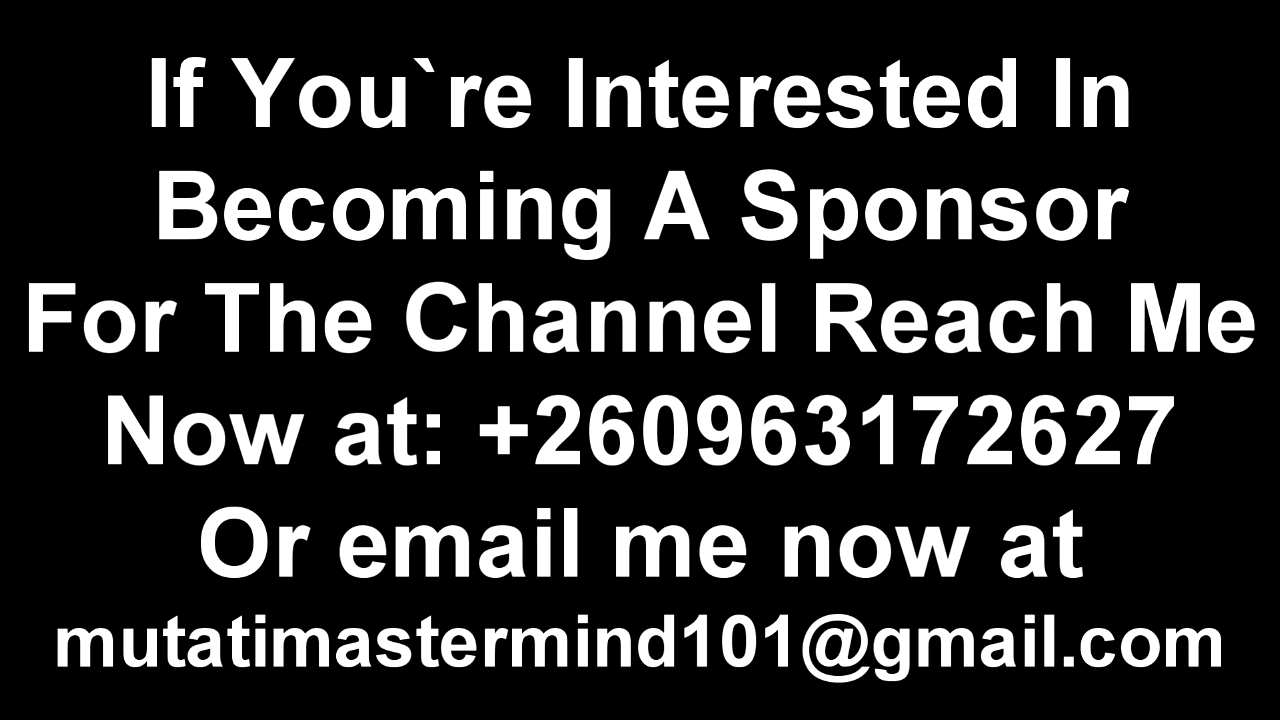 If You`re Interested In
Becoming A Sponsor
For The Channel Reach Me
Now at: +260963172627
Or email me now at
mutatimastermind101@gmail.com